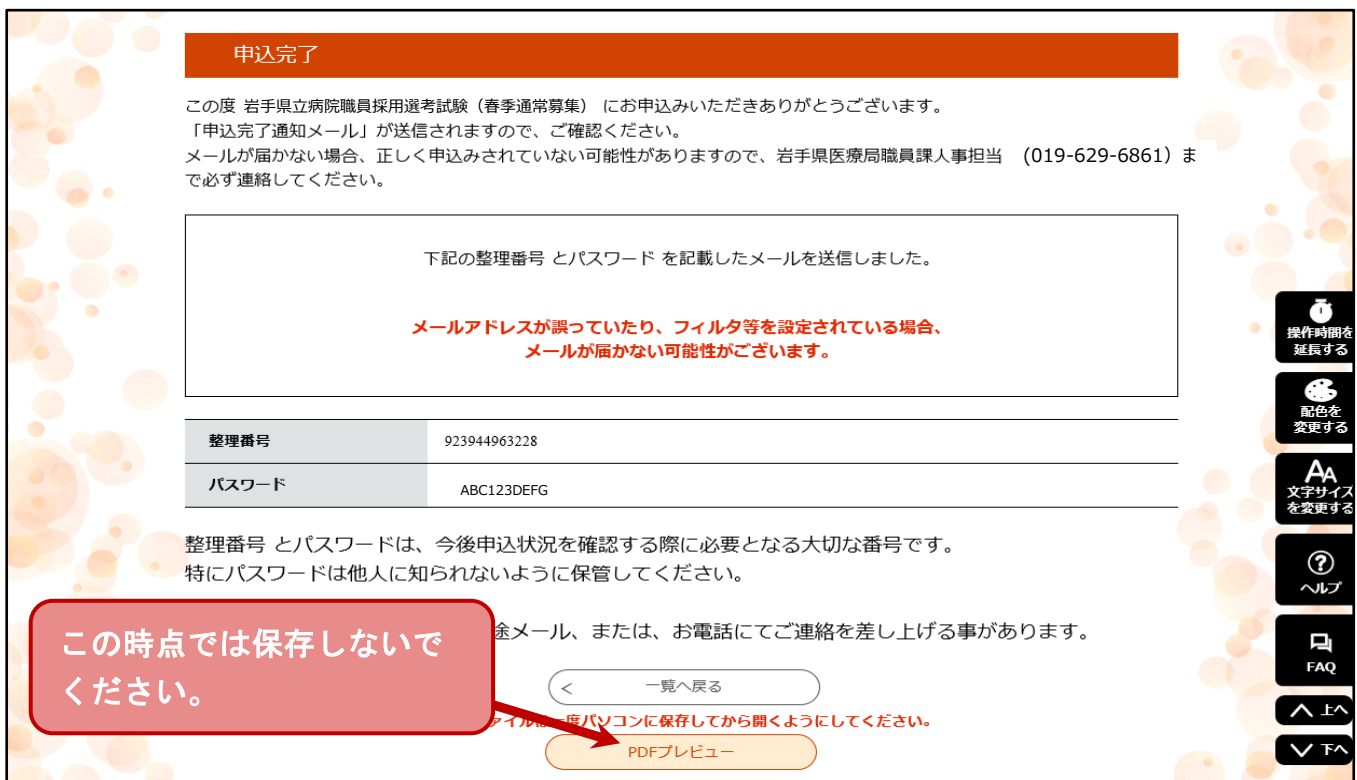 申込完了
この度 岩手県立病院職員採用選考試験（春季通常募集） にお申込みいただきありがとうございます。
「申込完了通知メール」が送信されますので、ご確認ください。
メールが届かない場合、正しく申込みされていない可能性がありますので、岩手県医療局職員課人事担当 (019-629-6861) ま
で必ず連絡してください。
下記の整理番号 とパスワード を記載したメールを送信しました。
メールアドレスが誤っていたり、フィルタ等を設定されている場合、
メールが届かない可能性がございます。
整理番号 923944963228
パスワード ABC123DEFG
整理番号 とパスワードは、今後申込状況を確認する際に必要となる大切な番号です。
特にパスワードは他人に知られないように保管してください。
メール、または、お電話にてご連絡を差し上げる事があります。
この時点では保存しないで
ください。
< 一覧へ戻る
ァイルは一度パソコンに保存してから開くようにしてください。
PDFプレビュー
操作時間を
延長する
配色を
変更する
AA
文字サイズ
を変更する
?
ヘルプ
FAQ
上へ
下へ